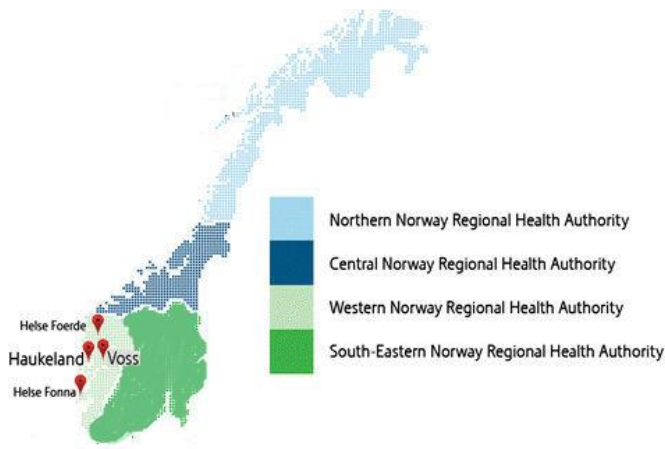 Northern Norway Regional Health Authority
Central Norway Regional Health Authority
Western Norway Regional Health Authority
South-Eastern Norway Regional Health Authority
Helse Foerde
Haukeland
Voss
Helse Fonna